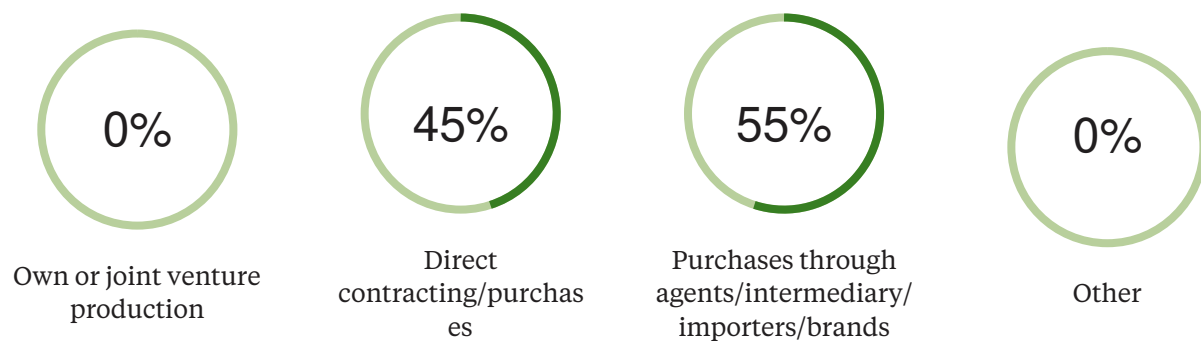 0%
Own or joint venture
production
45%
Direct
contracting/purchas
es
55%
Purchases through
agents/intermediary/
importers/brands
0%
Other